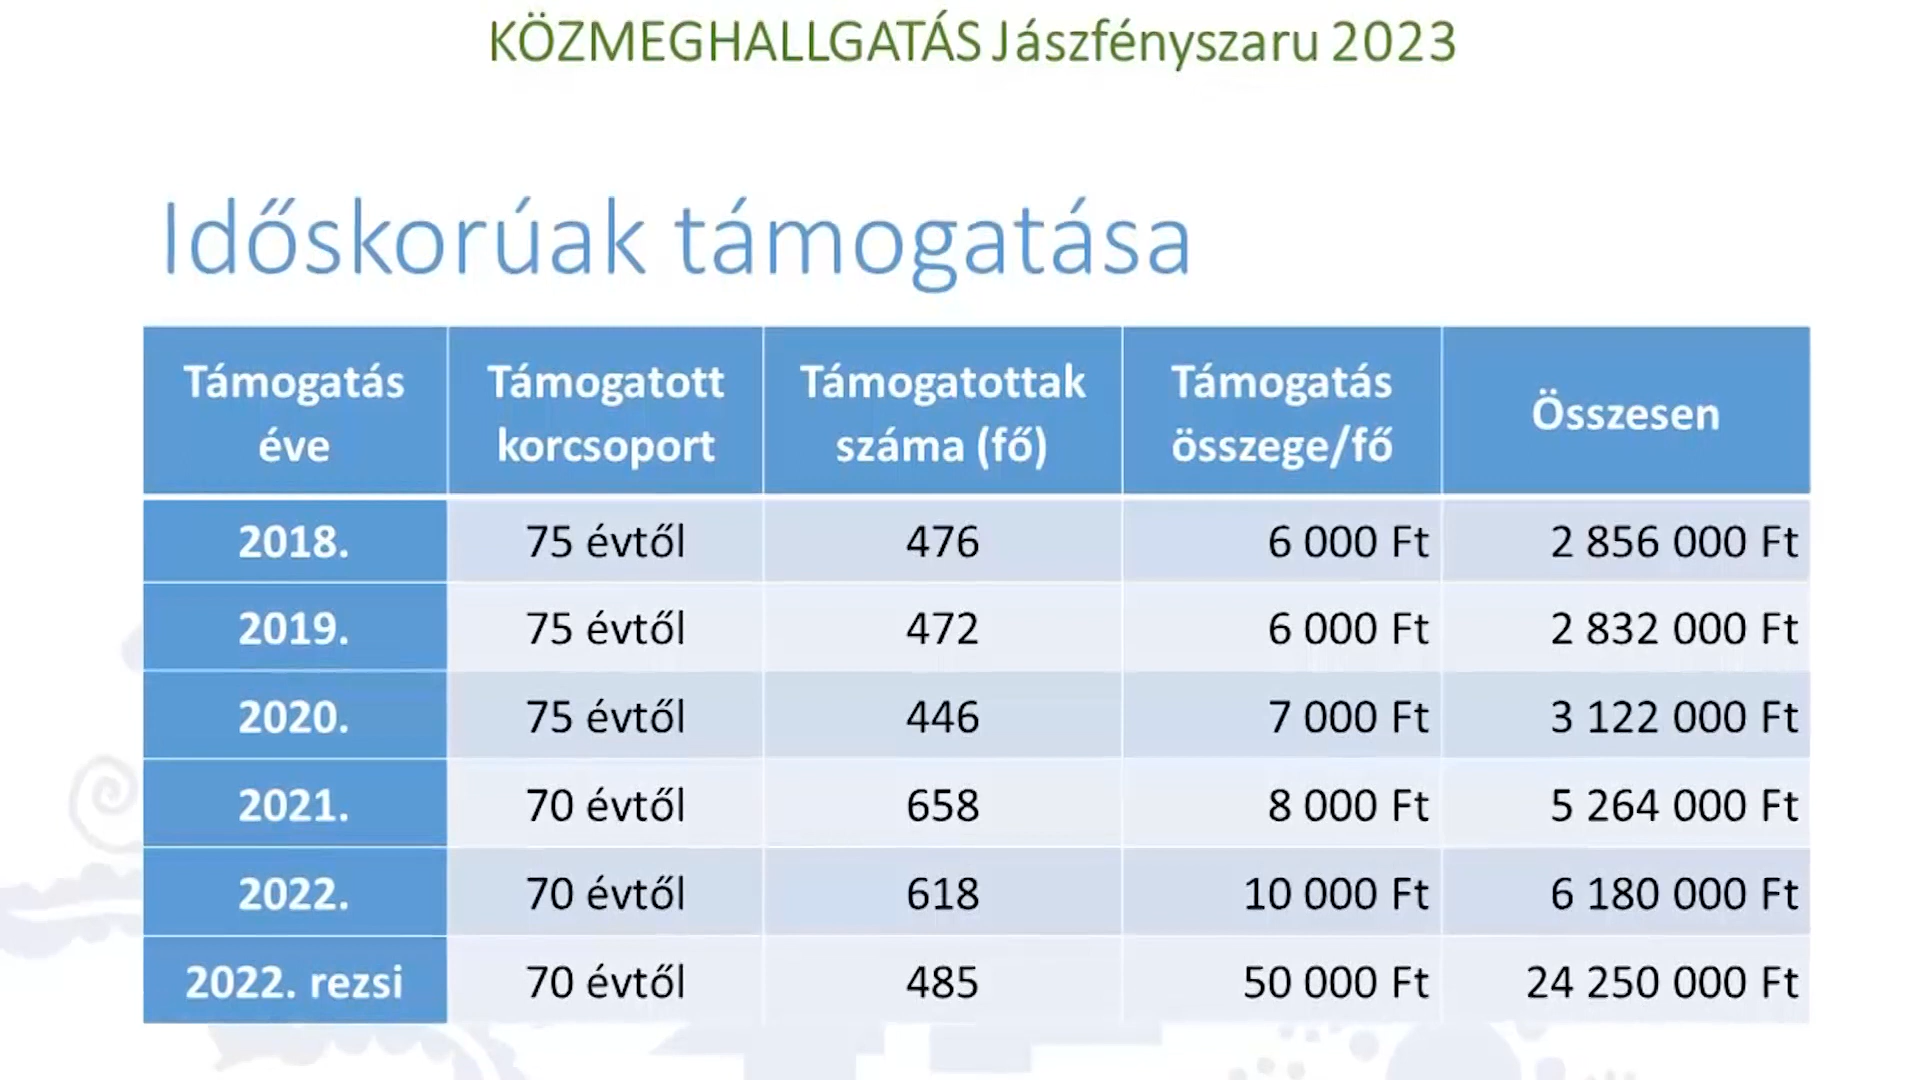 KÖZMEGHALLGATÁS Jászfényszaru 2023
Időskorúak támogatása
Támogatás éve Támogatott korcsoport Támogatottak száma (fő) Támogatás összege/fő Összesen
2018. 75 évtől 476 6 000 Ft 2 856 000 Ft
2019. 75 évtől 472 6 000 Ft 2 832 000 Ft
2020. 75 évtől 446 7 000 Ft 3 122 000 Ft
2021. 70 évtől 658 8 000 Ft 5 264 000 Ft
2022. 70 évtől 618 10 000 Ft 6 180 000 Ft
2022. rezsi 70 évtől 485 50 000 Ft 24 250 000 Ft